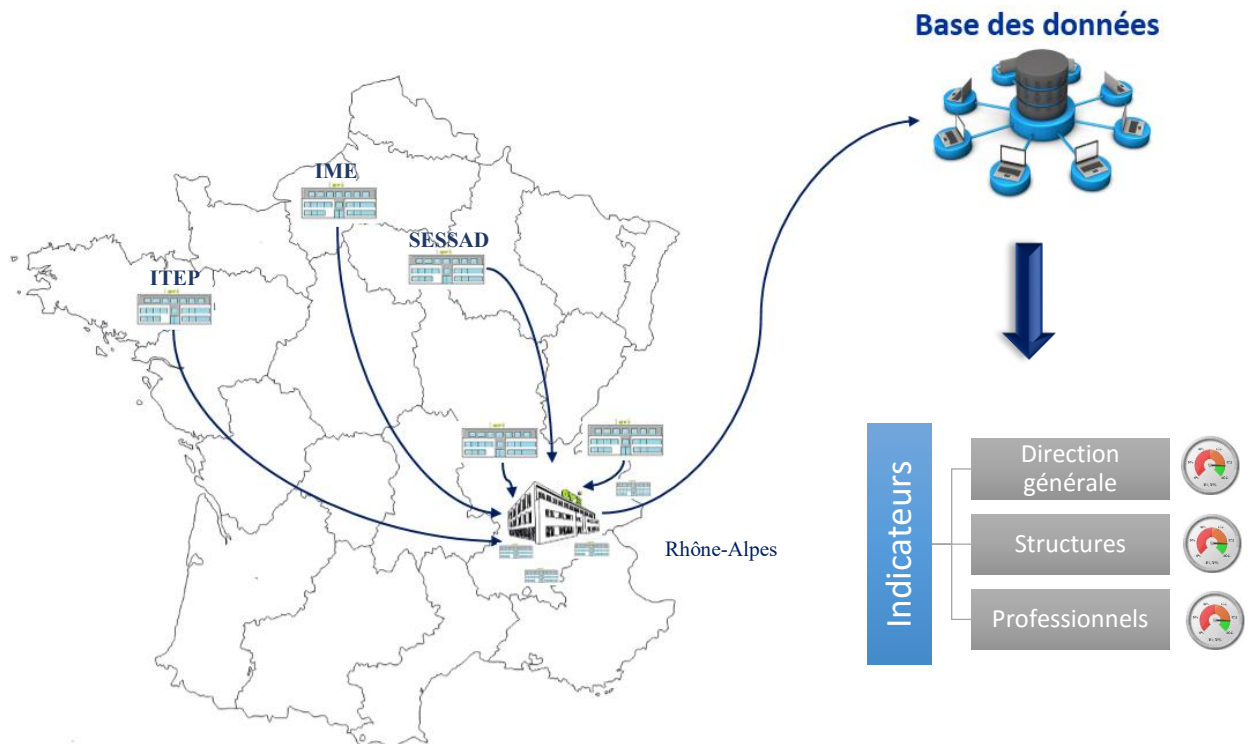 Base des données
IME
SESSAD
ITEP
Rhône-Alpes
Indicateurs
Direction
générale
Structures
Professionnels